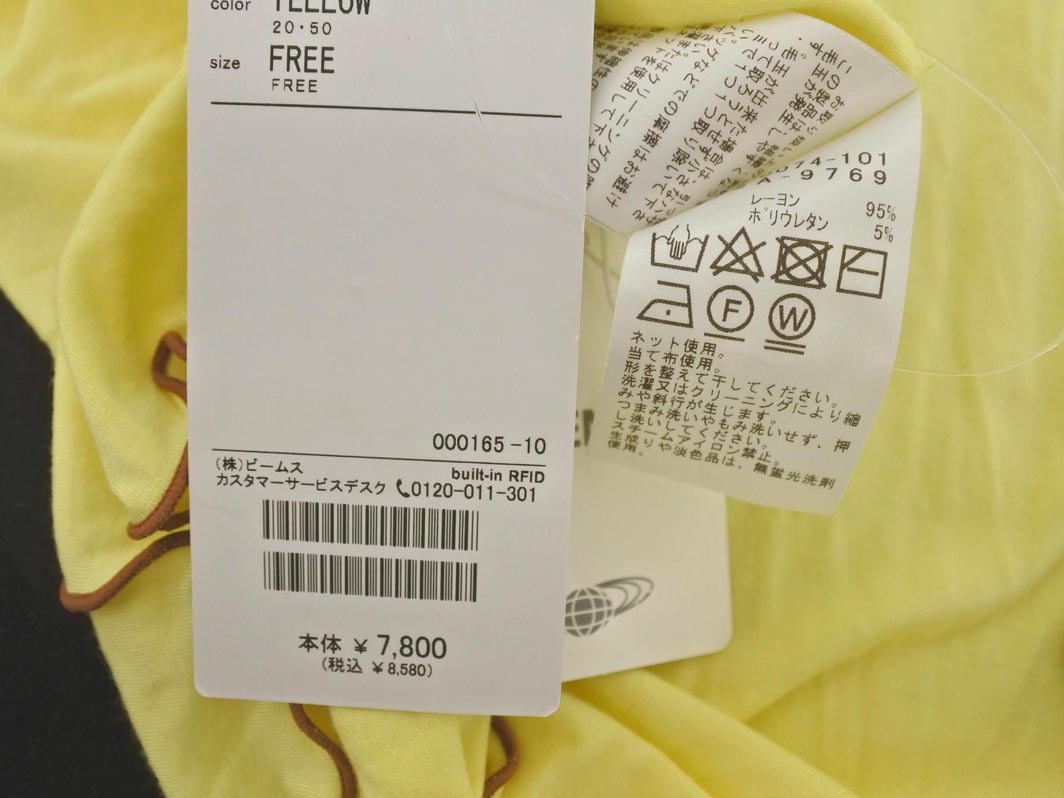 color YELLOW
20・50
size FREE
FREE
000165-10
(株)ビームス
built-in RFID
カスタマーサービスデスク 0120-011-301
本体 ¥7,800
(税込 ¥8,580)
74-101
A-9769
レーヨン 95%
ポリウレタン 5%
F
W
ネット使用。
当て布使用。
形を整えて干してください。
洗濯又はクリーニングにより縮
みや斜行が生じます。
つまみ洗いやもみ洗いせず、押
し洗いしてください。
スチームアイロン禁止。
生成りや淡色品は、無蛍光洗剤
使用。